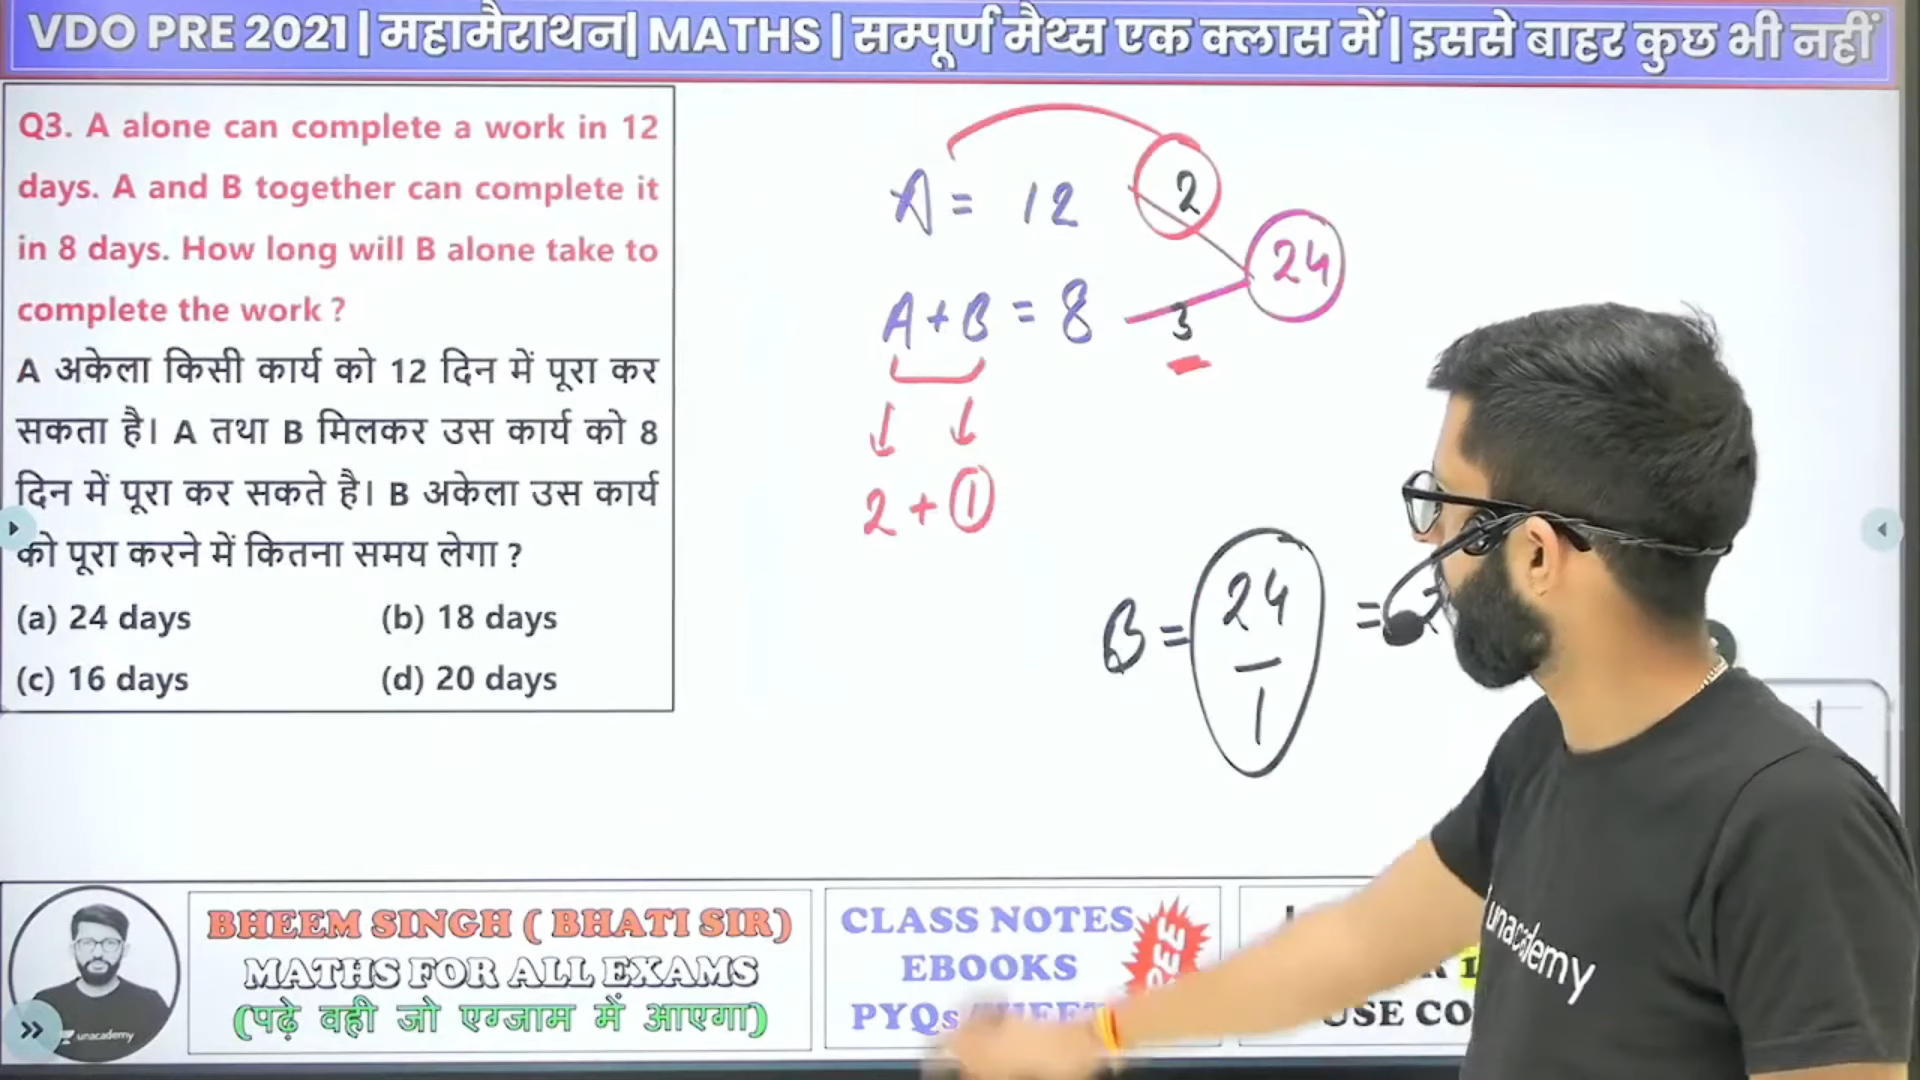 VDO PRE 2021 | महामैराथन| MATHS | सम्पूर्ण मैथ्स एक क्लास में| इससे बाहर कुछ भी नहीं
Q3. A alone can complete a work in 12
days. A and B together can complete it
in 8 days. How long will B alone take to
complete the work ?
A अकेला किसी कार्य को 12 दिन में पूरा कर
सकता है। A तथा B मिलकर उस कार्य को 8
दिन में पूरा कर सकते है। B अकेला उस कार्य
को पूरा करने में कितना समय लेगा ?
(a) 24 days (b) 18 days
(c) 16 days (d) 20 days
A = 12 2
24
A + B = 8 3
2 + 1
B = 24/1 = 2
BHEEM SINGH ( BHATI SIR)
MATHS FOR ALL EXAMS
(पढ़े वही जो एग्जाम में आएगा)
unacademy
CLASS NOTES
EBOOKS
PYQs
USE CO
unacademy